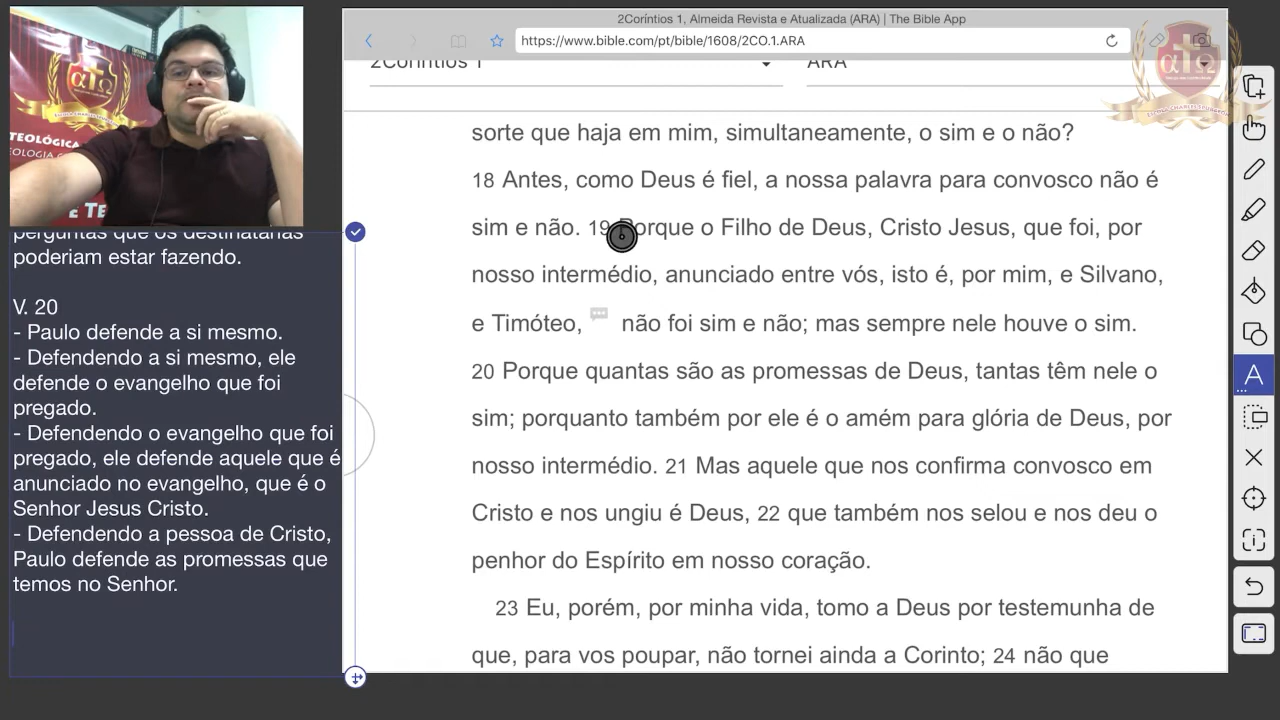 2Coríntios 1, Almeida Revista e Atualizada (ARA) | The Bible App
https://www.bible.com/pt/bible/1608/2CO.1.ARA
2Coríntios 1
ARA
sorte que haja em mim, simultaneamente, o sim e o não?
18 Antes, como Deus é fiel, a nossa palavra para convosco não é
sim e não. 19 Porque o Filho de Deus, Cristo Jesus, que foi, por
nosso intermédio, anunciado entre vós, isto é, por mim, e Silvano,
e Timóteo, não foi sim e não; mas sempre nele houve o sim.
20 Porque quantas são as promessas de Deus, tantas têm nele o
sim; porquanto também por ele é o amém para glória de Deus, por
nosso intermédio. 21 Mas aquele que nos confirma convosco em
Cristo e nos ungiu é Deus, 22 que também nos selou e nos deu o
penhor do Espírito em nosso coração.
23 Eu, porém, por minha vida, tomo a Deus por testemunha de
que, para vos poupar, não tornei ainda a Corinto; 24 não que
perguntas que os destinatárias
poderiam estar fazendo.
V. 20
- Paulo defende a si mesmo.
- Defendendo a si mesmo, ele
defende o evangelho que foi
pregado.
- Defendendo o evangelho que foi
pregado, ele defende aquele que é
anunciado no evangelho, que é o
Senhor Jesus Cristo.
- Defendendo a pessoa de Cristo,
Paulo defende as promessas que
temos no Senhor.
α Ω
TEOLÓGICA
A
α Ω
ESCOLA CHARLES SPURGEON